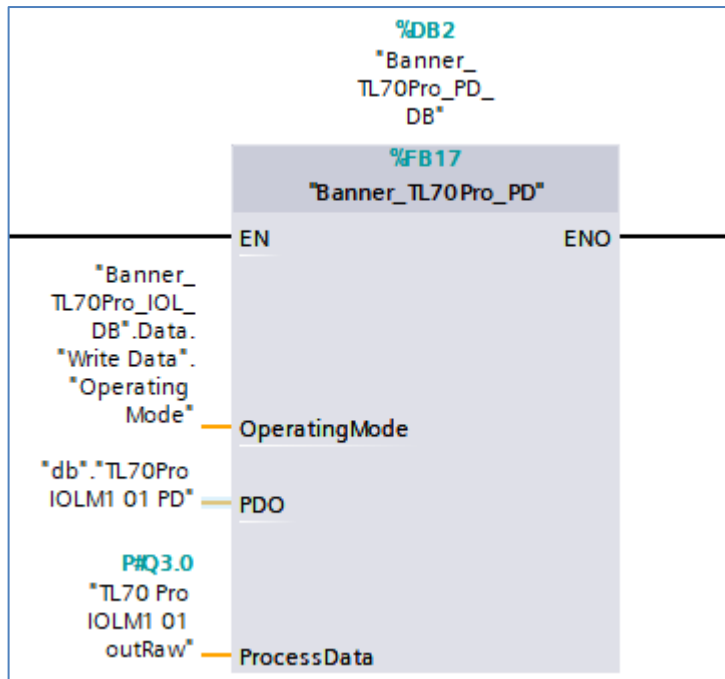 %DB2
"Banner_
TL70Pro_PD_
DB"
%FB17
"Banner_TL70Pro_PD"
EN
ENO
"Banner_
TL70Pro_IOL_
DB".Data.
"Write Data".
"Operating
Mode"
OperatingMode
"db"."TL70Pro
IOLM1 01 PD"
PDO
P#Q3.0
"TL70 Pro
IOLM1 01
outRaw"
ProcessData